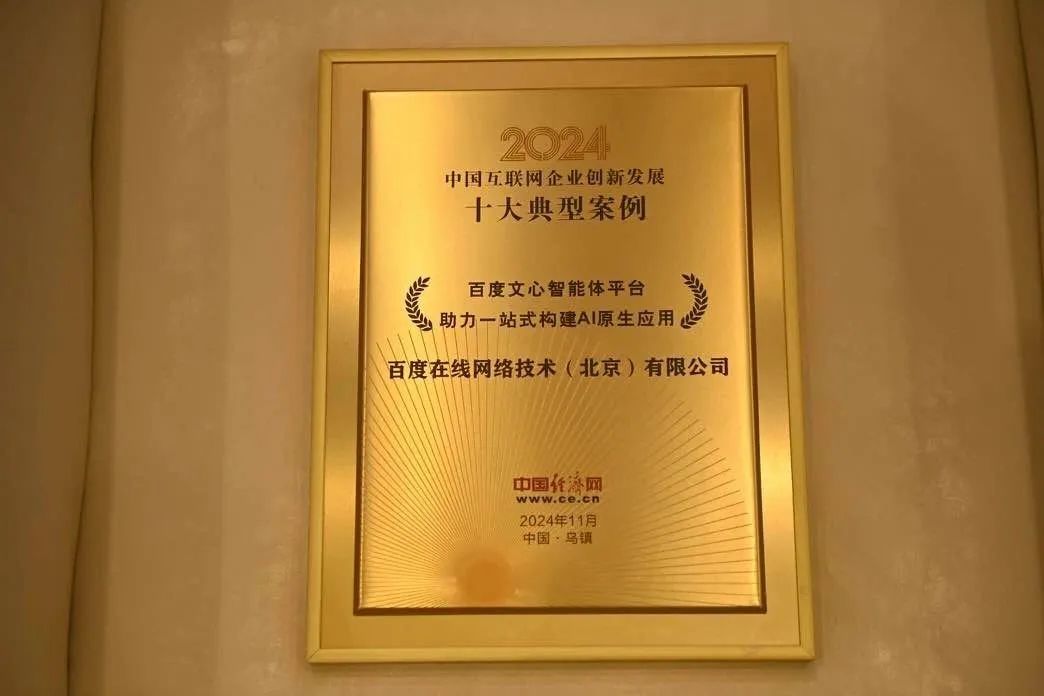 2024
中国互联网企业创新发展
十大典型案例
百度文心智能体平台
助力一站式构建AI原生应用
百度在线网络技术（北京）有限公司
中国经济网
www.ce.cn
2024年11月
中国·乌镇